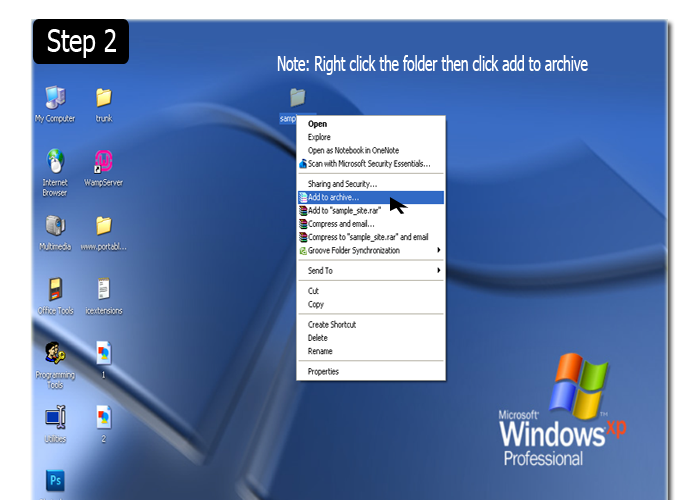 Step 2
Note: Right click the folder then click add to archive
My Computer
trunk
Internet
Browser
WampServer
Multimedia
www.portabl...
Office Tools
icextensions
Programming
Tools
1
Utilities
2
Ps
samp
Open
Explore
Open as Notebook in OneNote
Scan with Microsoft Security Essentials...
Sharing and Security...
Add to archive...
Add to "sample_site.rar"
Compress and email...
Compress to "sample_site.rar" and email
Groove Folder Synchronization
Send To
Cut
Copy
Create Shortcut
Delete
Rename
Properties
Microsoft
Windows xp
Professional